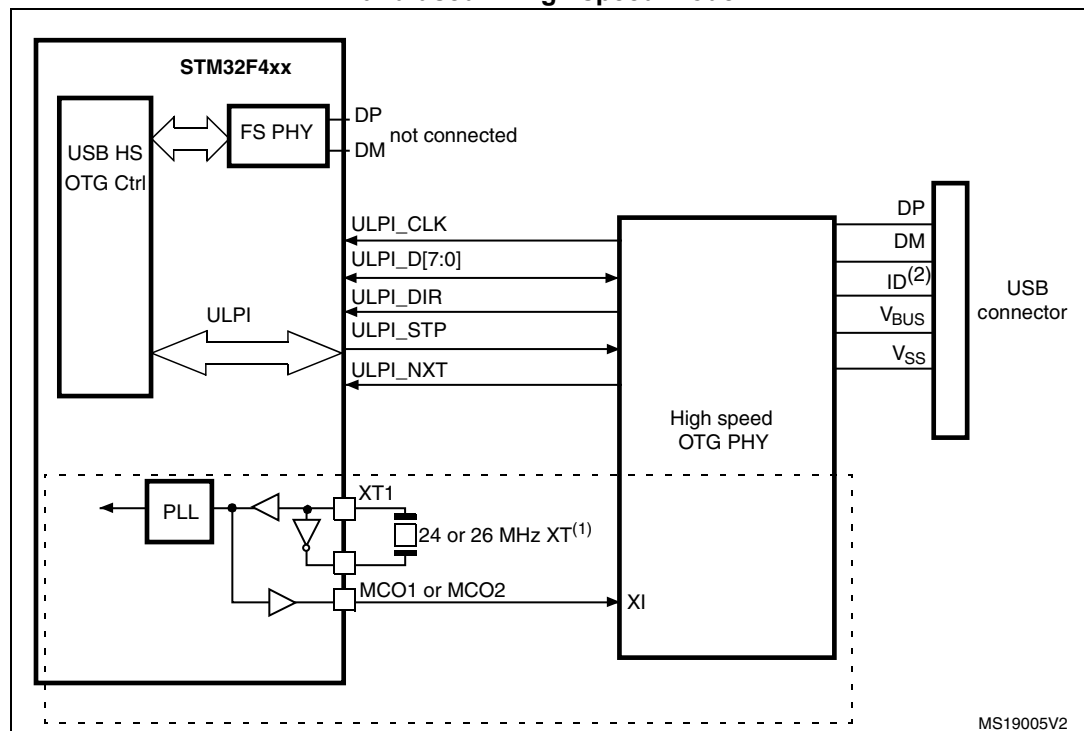 STM32F4xx
DP
FS PHY
not connected
DM
USB HS
OTG Ctrl
ULPI_CLK
ULPI_D[7:0]
ULPI_DIR
ULPI
ULPI_STP
ULPI_NXT
High speed
OTG PHY
DP
DM
ID(2)
VBUS
VSS
USB
connector
XT1
PLL
24 or 26 MHz XT(1)
MCO1 or MCO2
XI
MS19005V2